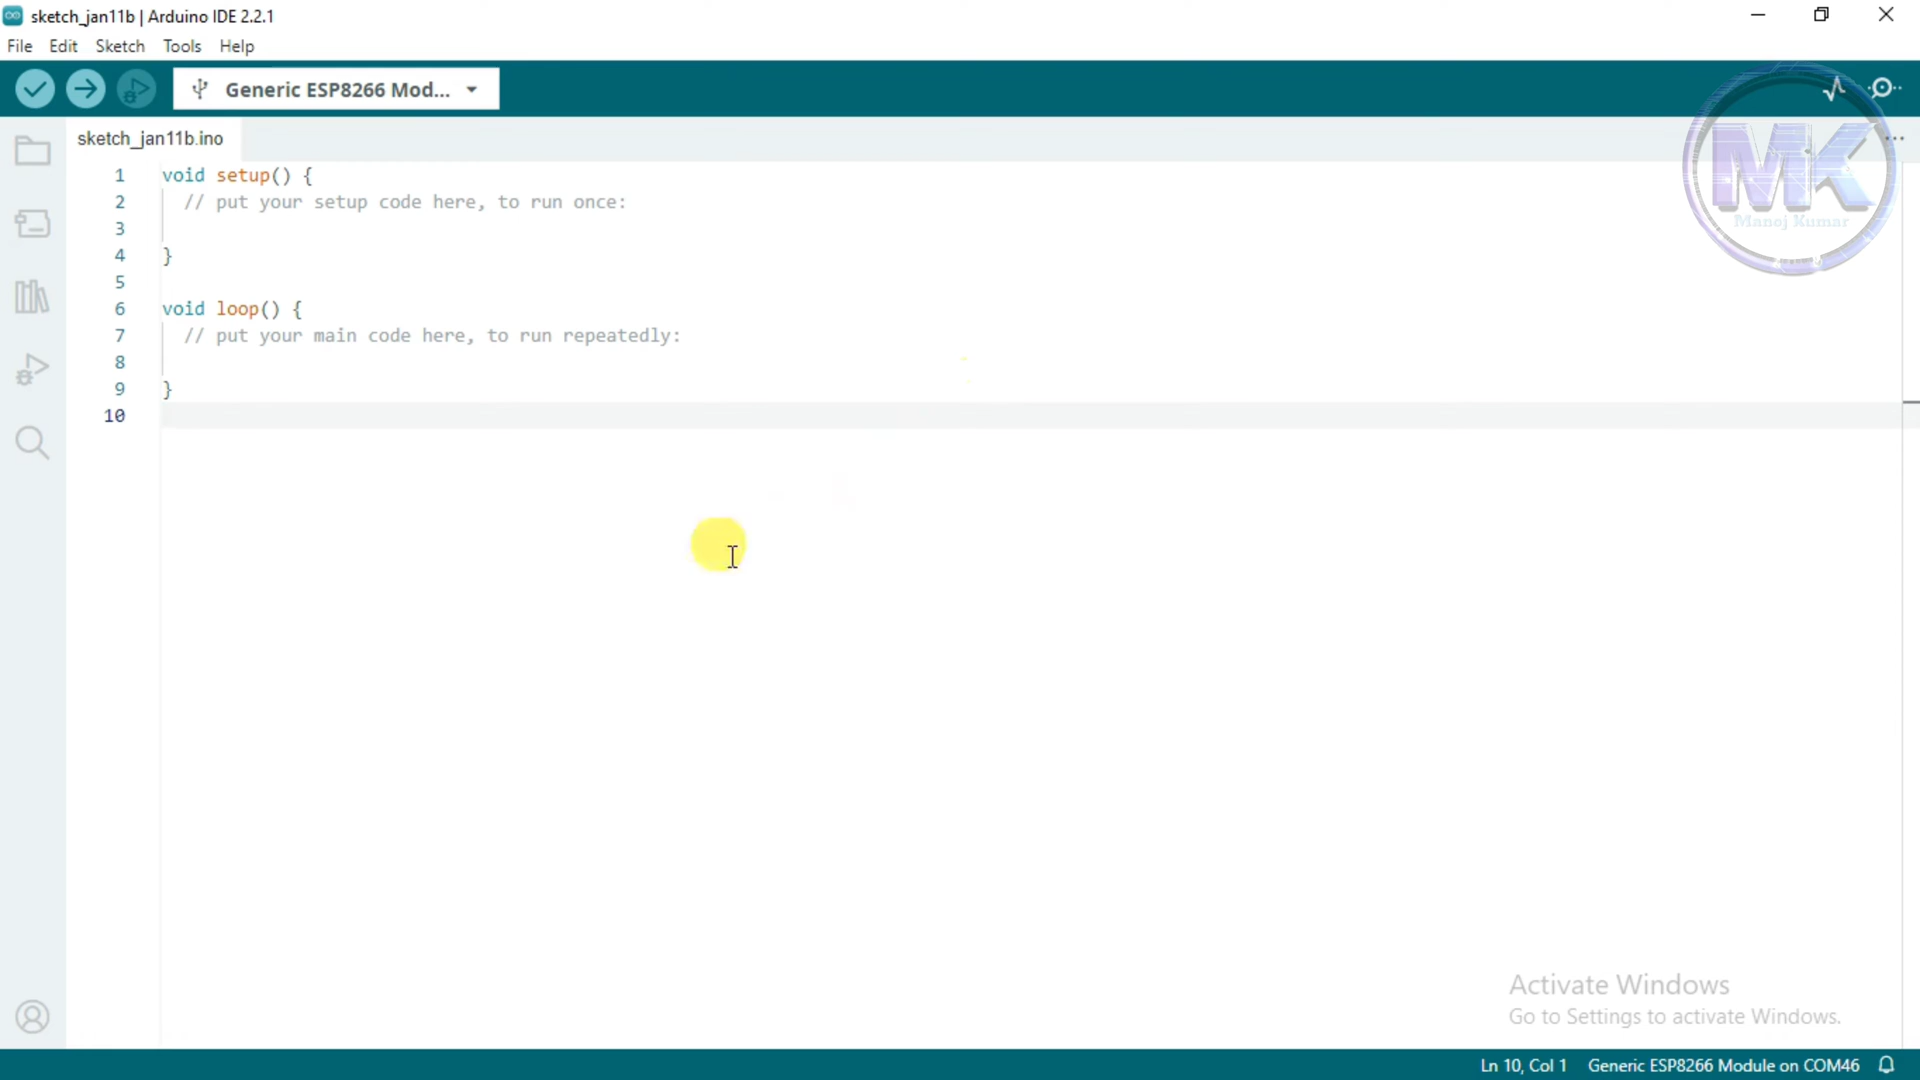 sketch_jan11b | Arduino IDE 2.2.1
File Edit Sketch Tools Help
Generic ESP8266 Mod...
sketch_jan11b.ino
MK
Manoj Kumar
1 void setup() {
2 // put your setup code here, to run once:
3
4 }
5
6 void loop() {
7 // put your main code here, to run repeatedly:
8
9 }
10
Activate Windows
Go to Settings to activate Windows.
Ln 10, Col 1 Generic ESP8266 Module on COM46